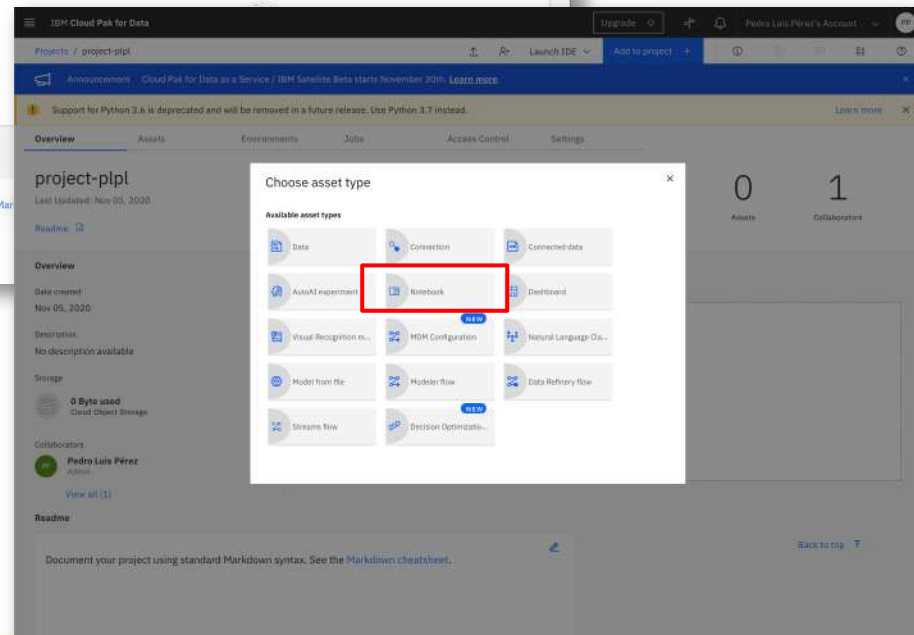 IBM Cloud Pak for Data
Upgrade
Pedro Luis Pérez's Account
PP
Projects / project-plpl
Launch IDE
Add to project +
Announcement Cloud Pak for Data as a Service / IBM Satellite Beta starts November 30th. Learn more
Support for Python 3.6 is deprecated and will be removed in a future release. Use Python 3.7 instead.
Learn more
Overview
Assets
Environments
Jobs
Access Control
Settings
project-plpl
Last Updated: Nov 05, 2020
Readme
0
Assets
1
Collaborators
Choose asset type
Available asset types
Data
Connection
Connected data
AutoAI experiment
Notebook
Dashboard
NEW
Visual Recognition m...
MDM Configuration
Natural Language Cla...
Model from file
Modeler flow
Data Refinery flow
NEW
Streams flow
Decision Optimizatio...
Overview
Date created
Nov 05, 2020
Description
No description available
Storage
0 Byte used
Cloud Object Storage
Collaborators
Pedro Luis Pérez
Admin
View all (1)
Readme
Back to top
Document your project using standard Markdown syntax. See the Markdown cheatsheet.